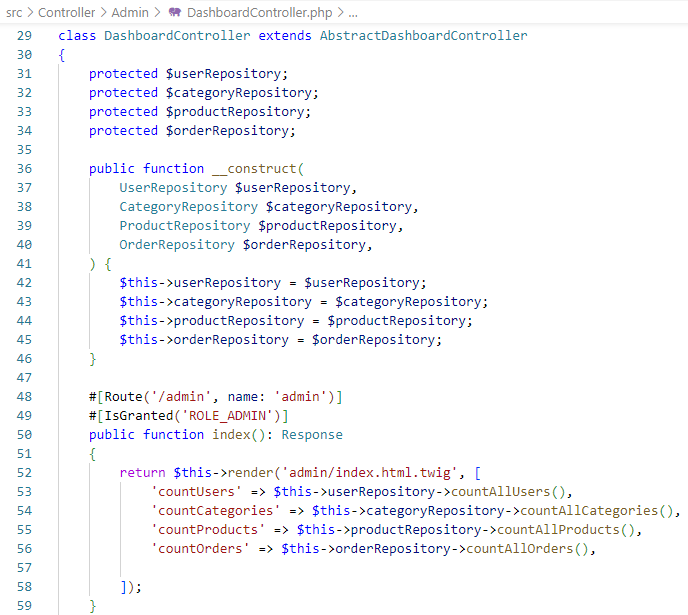 src > Controller > Admin > DashboardController.php > ...
29 class DashboardController extends AbstractDashboardController
30 {
31     protected $userRepository;
32     protected $categoryRepository;
33     protected $productRepository;
34     protected $orderRepository;
35
36     public function __construct(
37         UserRepository $userRepository,
38         CategoryRepository $categoryRepository,
39         ProductRepository $productRepository,
40         OrderRepository $orderRepository,
41     ) {
42         $this->userRepository = $userRepository;
43         $this->categoryRepository = $categoryRepository;
44         $this->productRepository = $productRepository;
45         $this->orderRepository = $orderRepository;
46     }
47
48     #[Route('/admin', name: 'admin')]
49     #[IsGranted('ROLE_ADMIN')]
50     public function index(): Response
51     {
52         return $this->render('admin/index.html.twig', [
53             'countUsers' => $this->userRepository->countAllUsers(),
54             'countCategories' => $this->categoryRepository->countAllCategories(),
55             'countProducts' => $this->productRepository->countAllProducts(),
56             'countOrders' => $this->orderRepository->countAllOrders(),
57
58         ]);
59     }